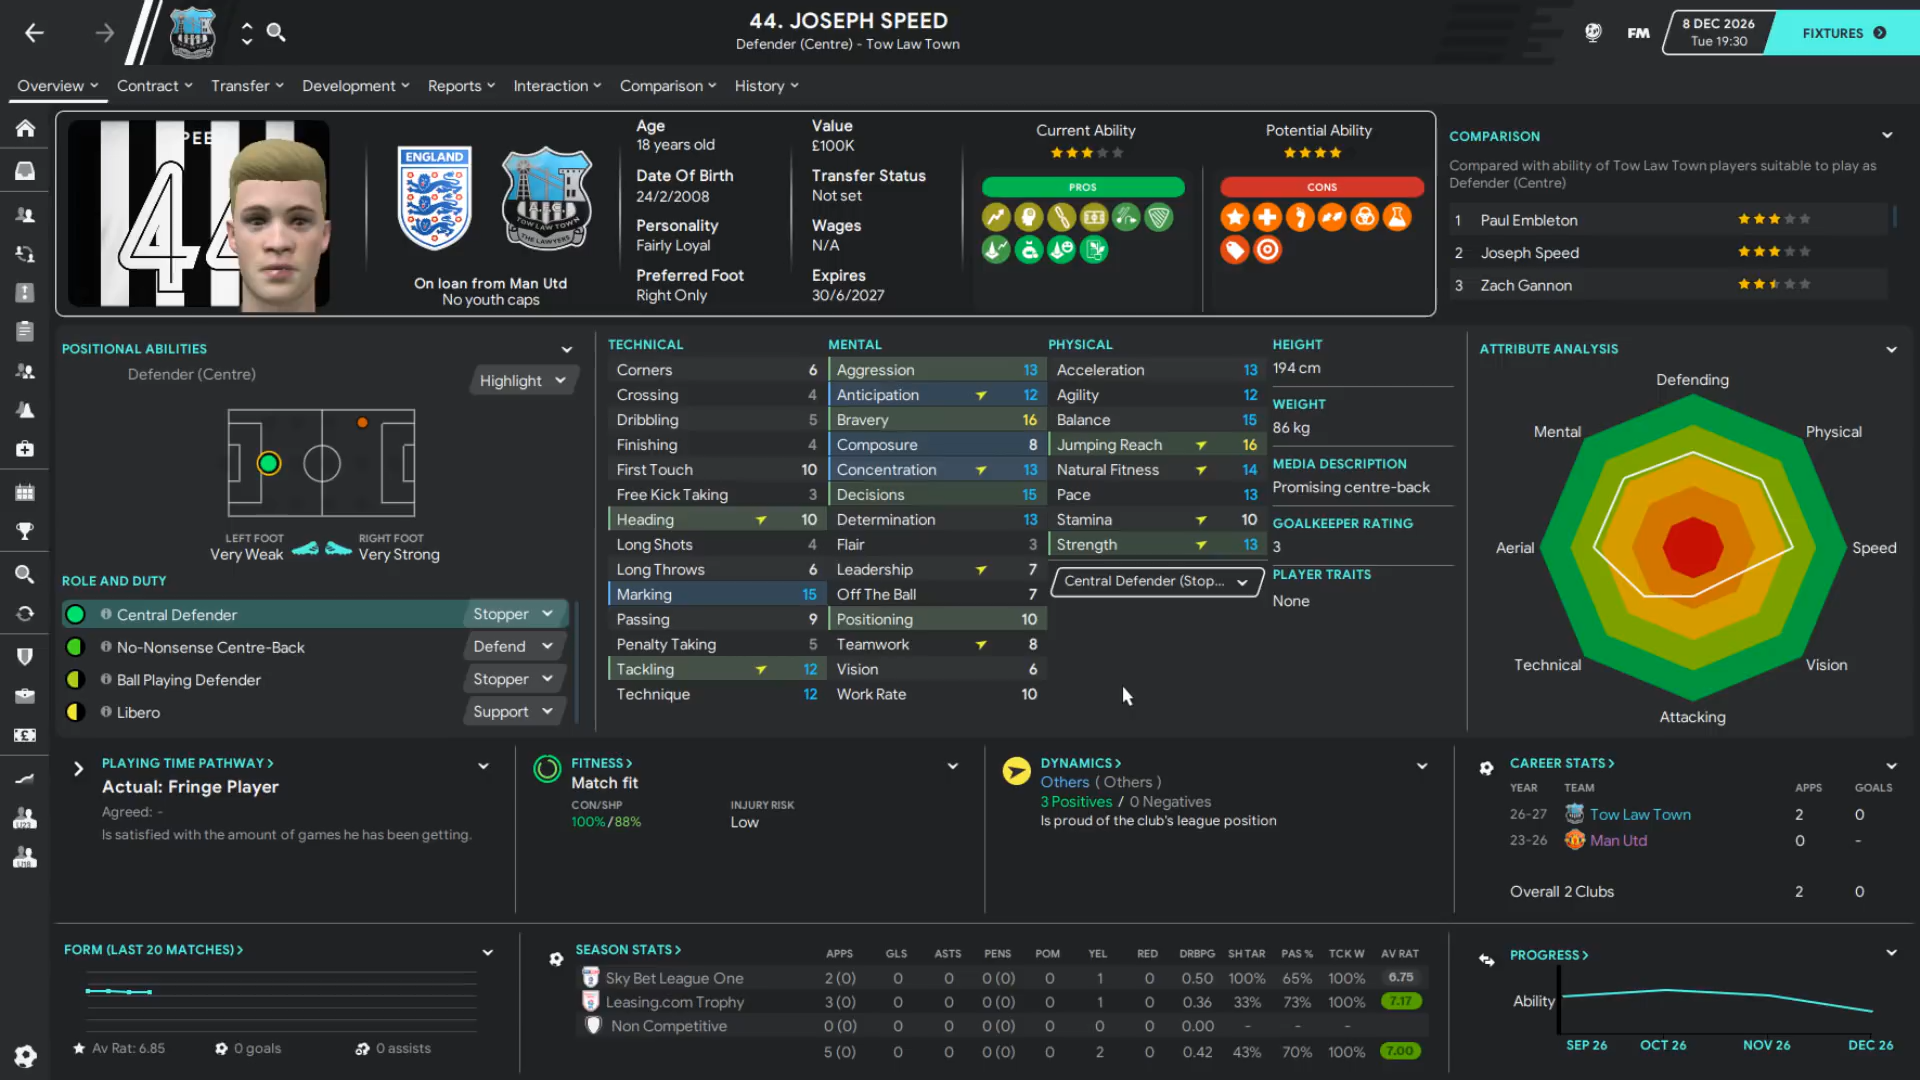 44. JOSEPH SPEED
Defender (Centre) - Tow Law Town
FM
8 DEC 2026
Tue 19:30
FIXTURES
Overview
Contract
Transfer
Development
Reports
Interaction
Comparison
History
PEE
44
ENGLAND
TOW LAW TOWN
THE LAWYERS
On loan from Man Utd
No youth caps
Age
18 years old
Date Of Birth
24/2/2008
Personality
Fairly Loyal
Preferred Foot
Right Only
Value
£100K
Transfer Status
Not set
Wages
N/A
Expires
30/6/2027
Current Ability
PROS
Potential Ability
CONS
COMPARISON
Compared with ability of Tow Law Town players suitable to play as
Defender (Centre)
1 Paul Embleton
2 Joseph Speed
3 Zach Gannon
POSITIONAL ABILITIES
Defender (Centre)
Highlight
LEFT FOOT
Very Weak
RIGHT FOOT
Very Strong
ROLE AND DUTY
Central Defender Stopper
No-Nonsense Centre-Back Defend
Ball Playing Defender Stopper
Libero Support
TECHNICAL
Corners 6
Crossing 4
Dribbling 5
Finishing 4
First Touch 10
Free Kick Taking 3
Heading 10
Long Shots 4
Long Throws 6
Marking 15
Passing 9
Penalty Taking 5
Tackling 12
Technique 12
MENTAL
Aggression 13
Anticipation 12
Bravery 16
Composure 8
Concentration 13
Decisions 15
Determination 13
Flair 3
Leadership 7
Off The Ball 7
Positioning 10
Teamwork 8
Vision 6
Work Rate 10
PHYSICAL
Acceleration 13
Agility 12
Balance 15
Jumping Reach 16
Natural Fitness 14
Pace 13
Stamina 10
Strength 13
Central Defender (Stop...
HEIGHT
194 cm
WEIGHT
86 kg
MEDIA DESCRIPTION
Promising centre-back
GOALKEEPER RATING
3
PLAYER TRAITS
None
ATTRIBUTE ANALYSIS
Defending
Mental
Physical
Aerial
Speed
Technical
Vision
Attacking
PLAYING TIME PATHWAY >
Actual: Fringe Player
Agreed: -
Is satisfied with the amount of games he has been getting.
FITNESS >
Match fit
CON/SHP
100%/88%
INJURY RISK
Low
DYNAMICS >
Others ( Others )
3 Positives / 0 Negatives
Is proud of the club's league position
CAREER STATS >
YEAR TEAM APPS GOALS
26-27 Tow Law Town 2 0
23-26 Man Utd 0 -
Overall 2 Clubs 2 0
FORM (LAST 20 MATCHES) >
Av Rat: 6.85
0 goals
0 assists
SEASON STATS > APPS GLS ASTS PENS POM YEL RED DRBPG SH TAR PAS % TCK W AV RAT
Sky Bet League One 2 (0) 0 0 0 (0) 0 1 0 0.50 100% 65% 100% 6.75
Leasing.com Trophy 3 (0) 0 0 0 (0) 0 1 0 0.36 33% 73% 100% 7.17
Non Competitive 0 (0) 0 0 0 (0) 0 0 0 0.00 - - -
5 (0) 0 0 0 (0) 0 2 0 0.42 43% 70% 100% 7.00
PROGRESS >
Ability
SEP 26
OCT 26
NOV 26
DEC 26
U23
U18